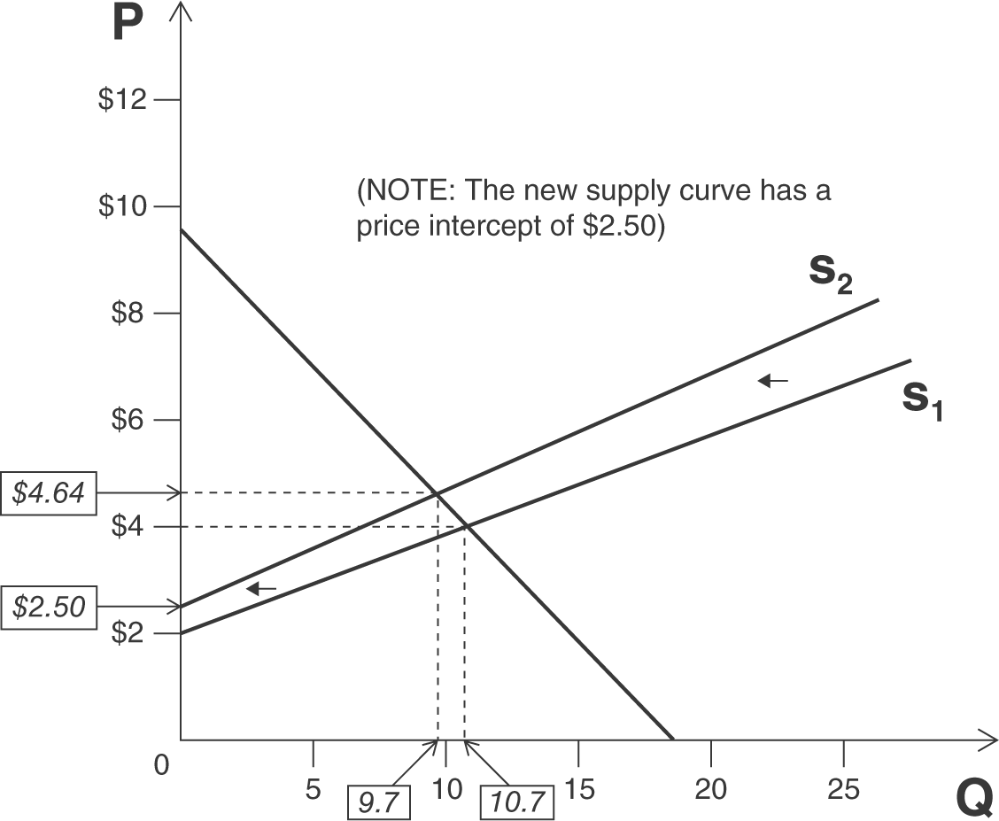 P
$12
$10
(NOTE: The new supply curve has a
price intercept of $2.50)
S2
$8
S1
$6
$4.64
$4
$2.50
$2
0
5
9.7
10
10.7
15
20
25
Q